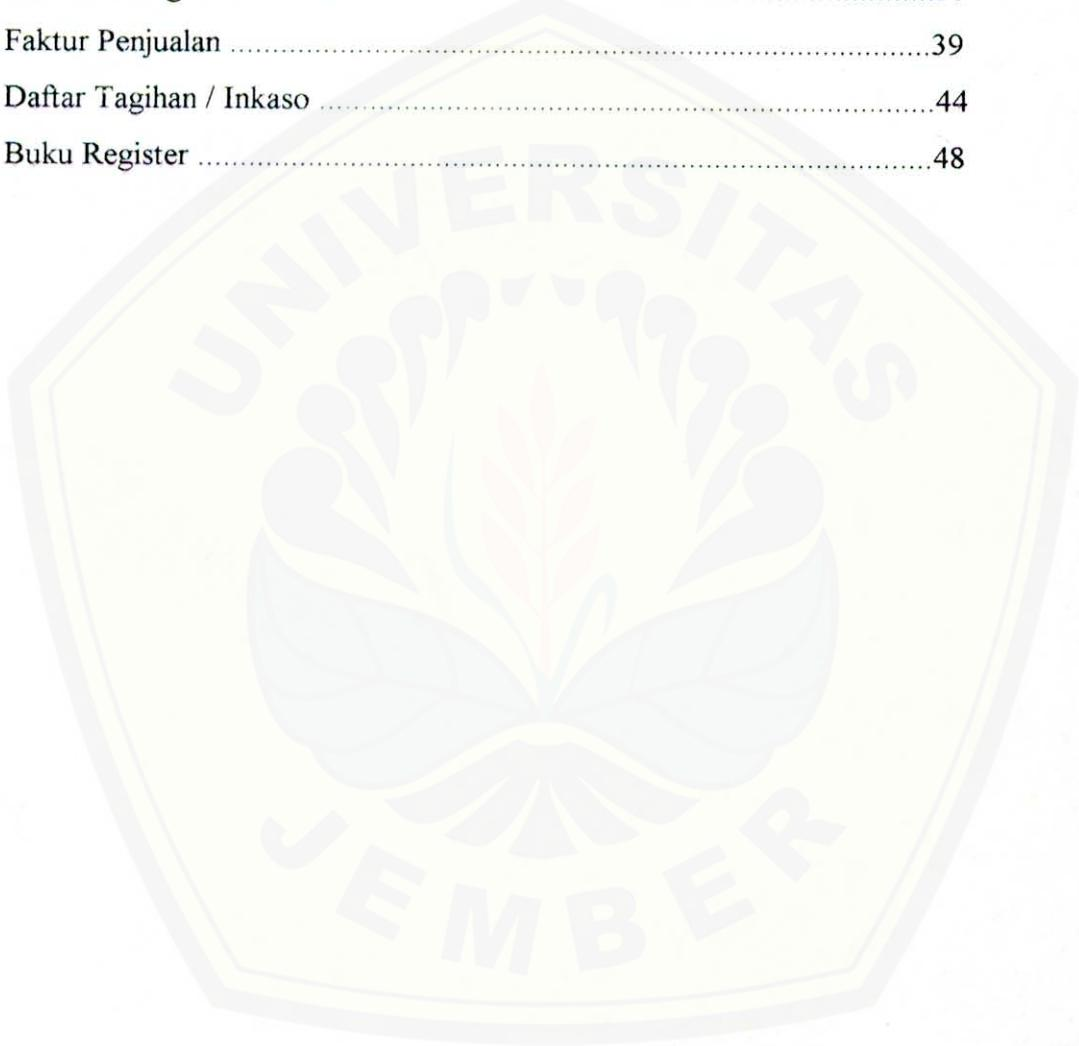 Faktur Penjualan ........................................................................39
Daftar Tagihan / Inkaso ................................................................44
Buku Register ...........................................................................48
UNIVERSITAS
JEMBER